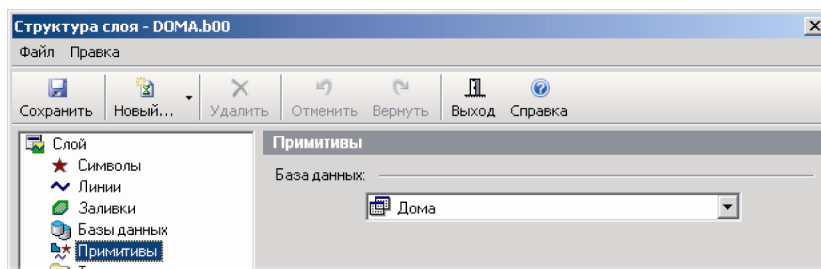 Структура слоя - DOMA.b00
Файл Правка
Сохранить Новый... Удалить Отменить Вернуть Выход Справка
Слой
Символы
Линии
Заливки
Базы данных
Примитивы
Примитивы
База данных:
Дома